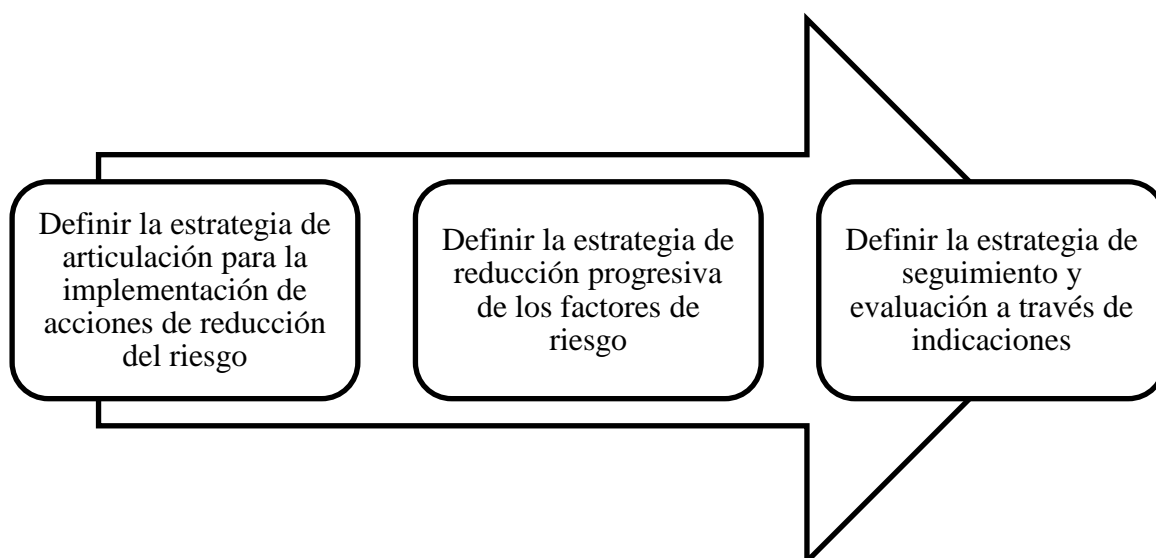 Definir la estrategia de
articulación para la
implementación de
acciones de reducción
del riesgo
Definir la estrategia de
reducción progresiva
de los factores de
riesgo
Definir la estrategia de
seguimiento y
evaluación a través de
indicaciones